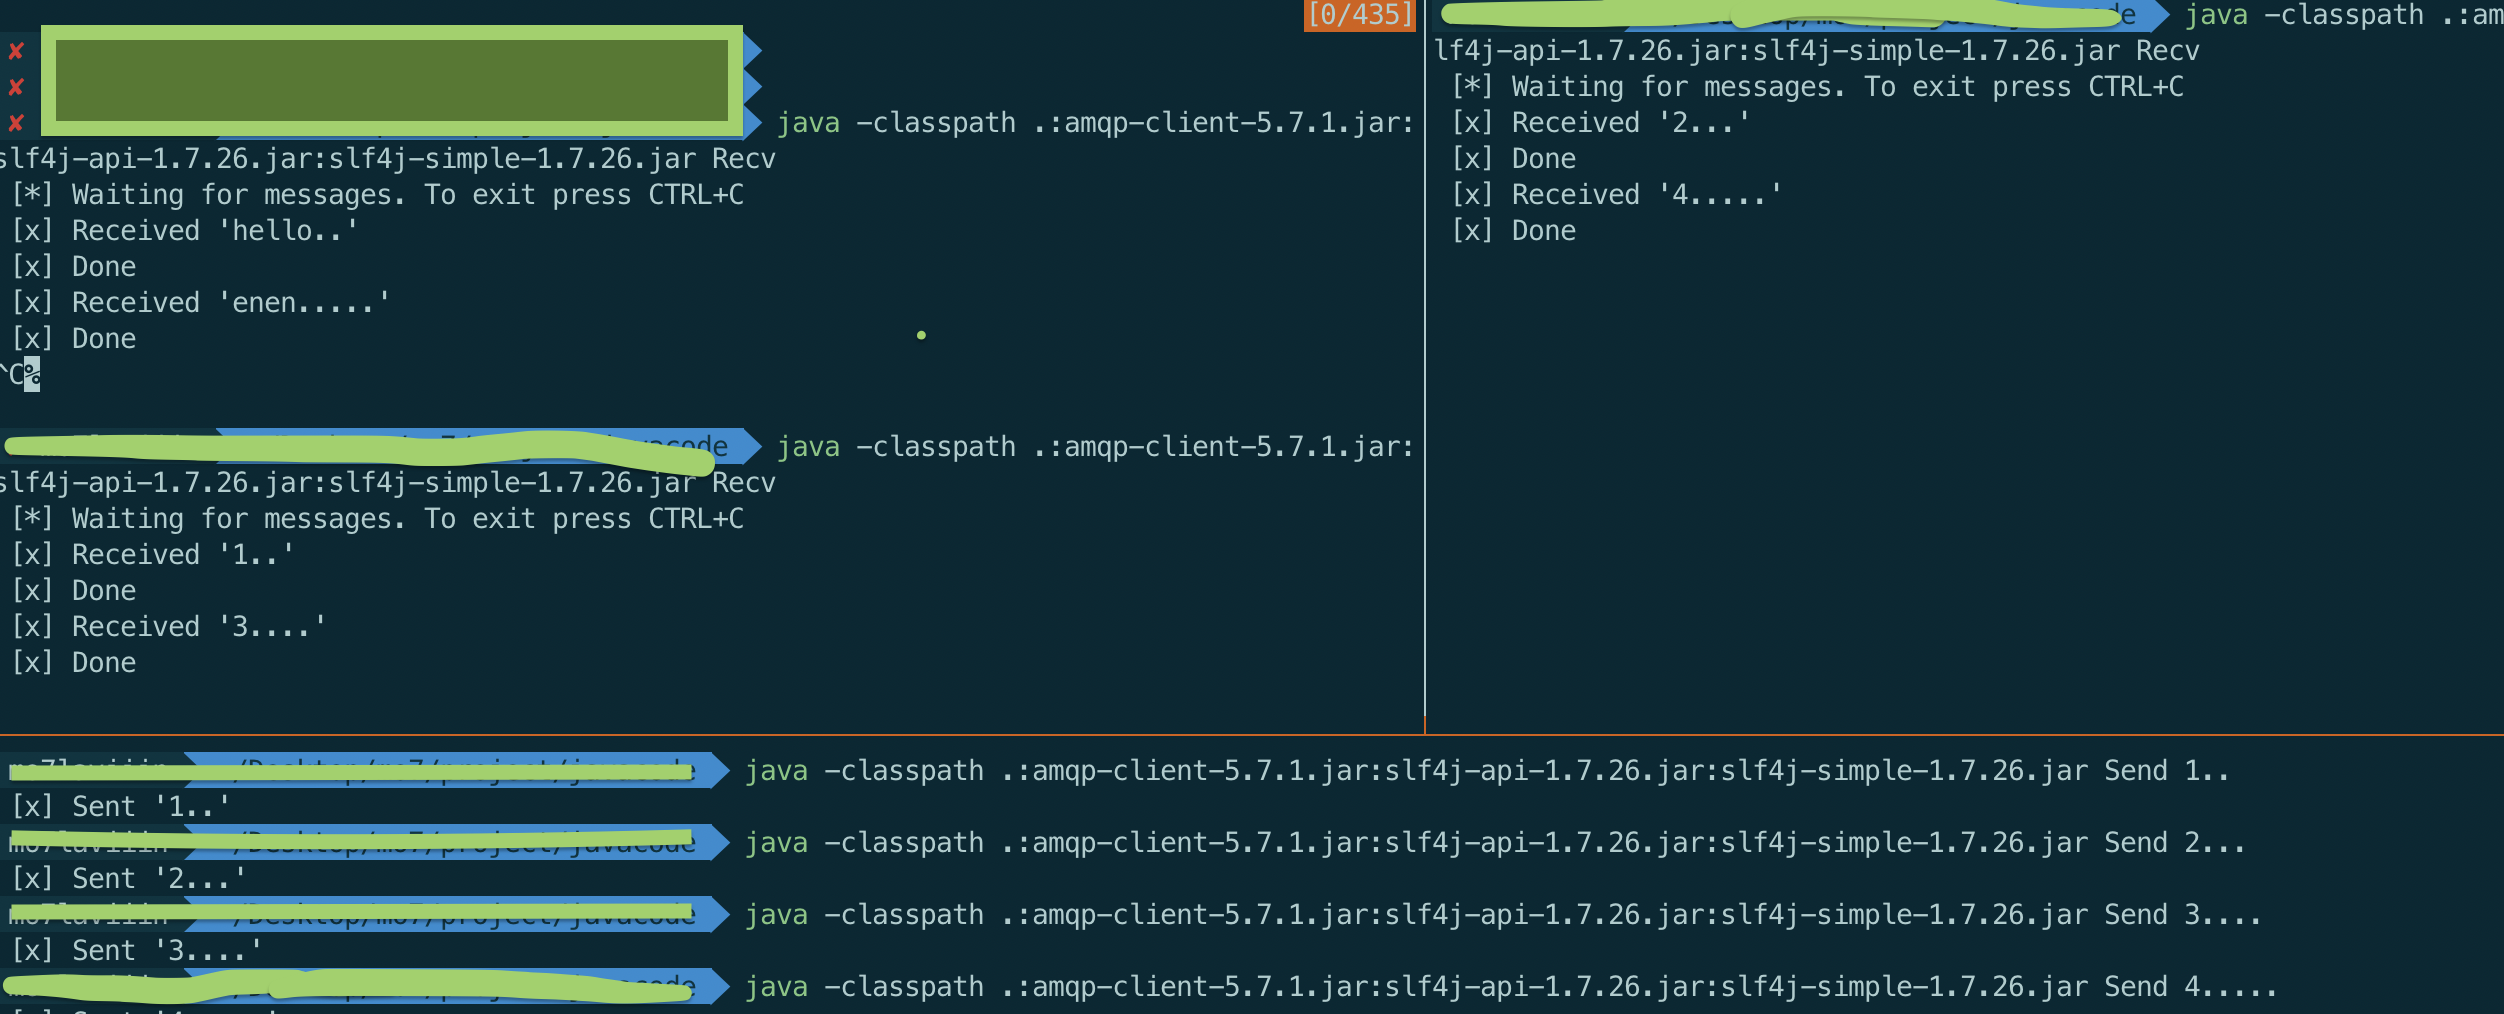 [0/435]
✘
✘
✘ java -classpath .:amqp-client-5.7.1.jar:
slf4j-api-1.7.26.jar:slf4j-simple-1.7.26.jar Recv
[*] Waiting for messages. To exit press CTRL+C
[x] Received 'hello..'
[x] Done
[x] Received 'enen.....'
[x] Done
^C%
java -classpath .:amqp-client-5.7.1.jar:
slf4j-api-1.7.26.jar:slf4j-simple-1.7.26.jar Recv
[*] Waiting for messages. To exit press CTRL+C
[x] Received '1..'
[x] Done
[x] Received '3....'
[x] Done
java -classpath .:am
lf4j-api-1.7.26.jar:slf4j-simple-1.7.26.jar Recv
[*] Waiting for messages. To exit press CTRL+C
[x] Received '2...'
[x] Done
[x] Received '4.....'
[x] Done
java -classpath .:amqp-client-5.7.1.jar:slf4j-api-1.7.26.jar:slf4j-simple-1.7.26.jar Send 1..
[x] Sent '1..'
java -classpath .:amqp-client-5.7.1.jar:slf4j-api-1.7.26.jar:slf4j-simple-1.7.26.jar Send 2...
[x] Sent '2...'
java -classpath .:amqp-client-5.7.1.jar:slf4j-api-1.7.26.jar:slf4j-simple-1.7.26.jar Send 3....
[x] Sent '3....'
java -classpath .:amqp-client-5.7.1.jar:slf4j-api-1.7.26.jar:slf4j-simple-1.7.26.jar Send 4.....